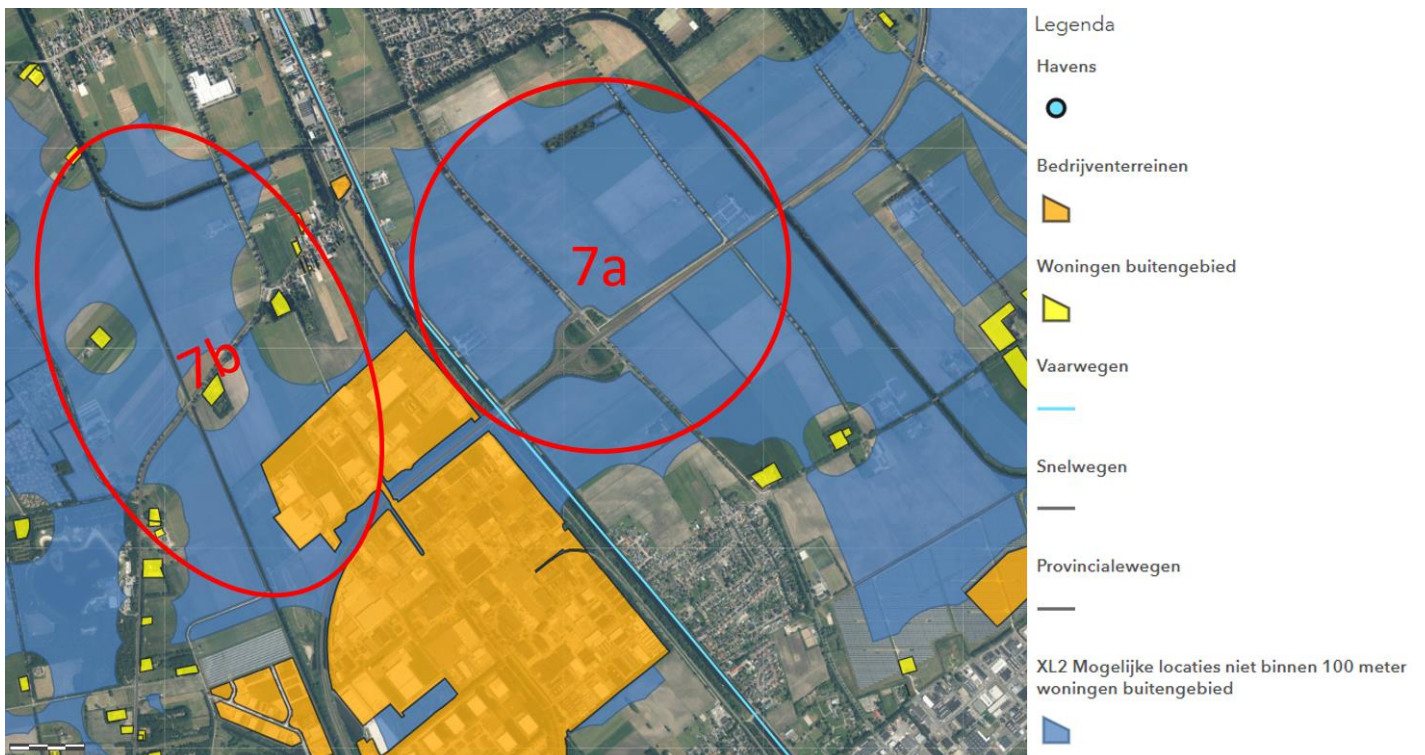 7a
7b
Legenda
Havens
Bedrijventerreinen
Woningen buitengebied
Vaarwegen
Snelwegen
Provincialewegen
XL2 Mogelijke locaties niet binnen 100 meter
woningen buitengebied